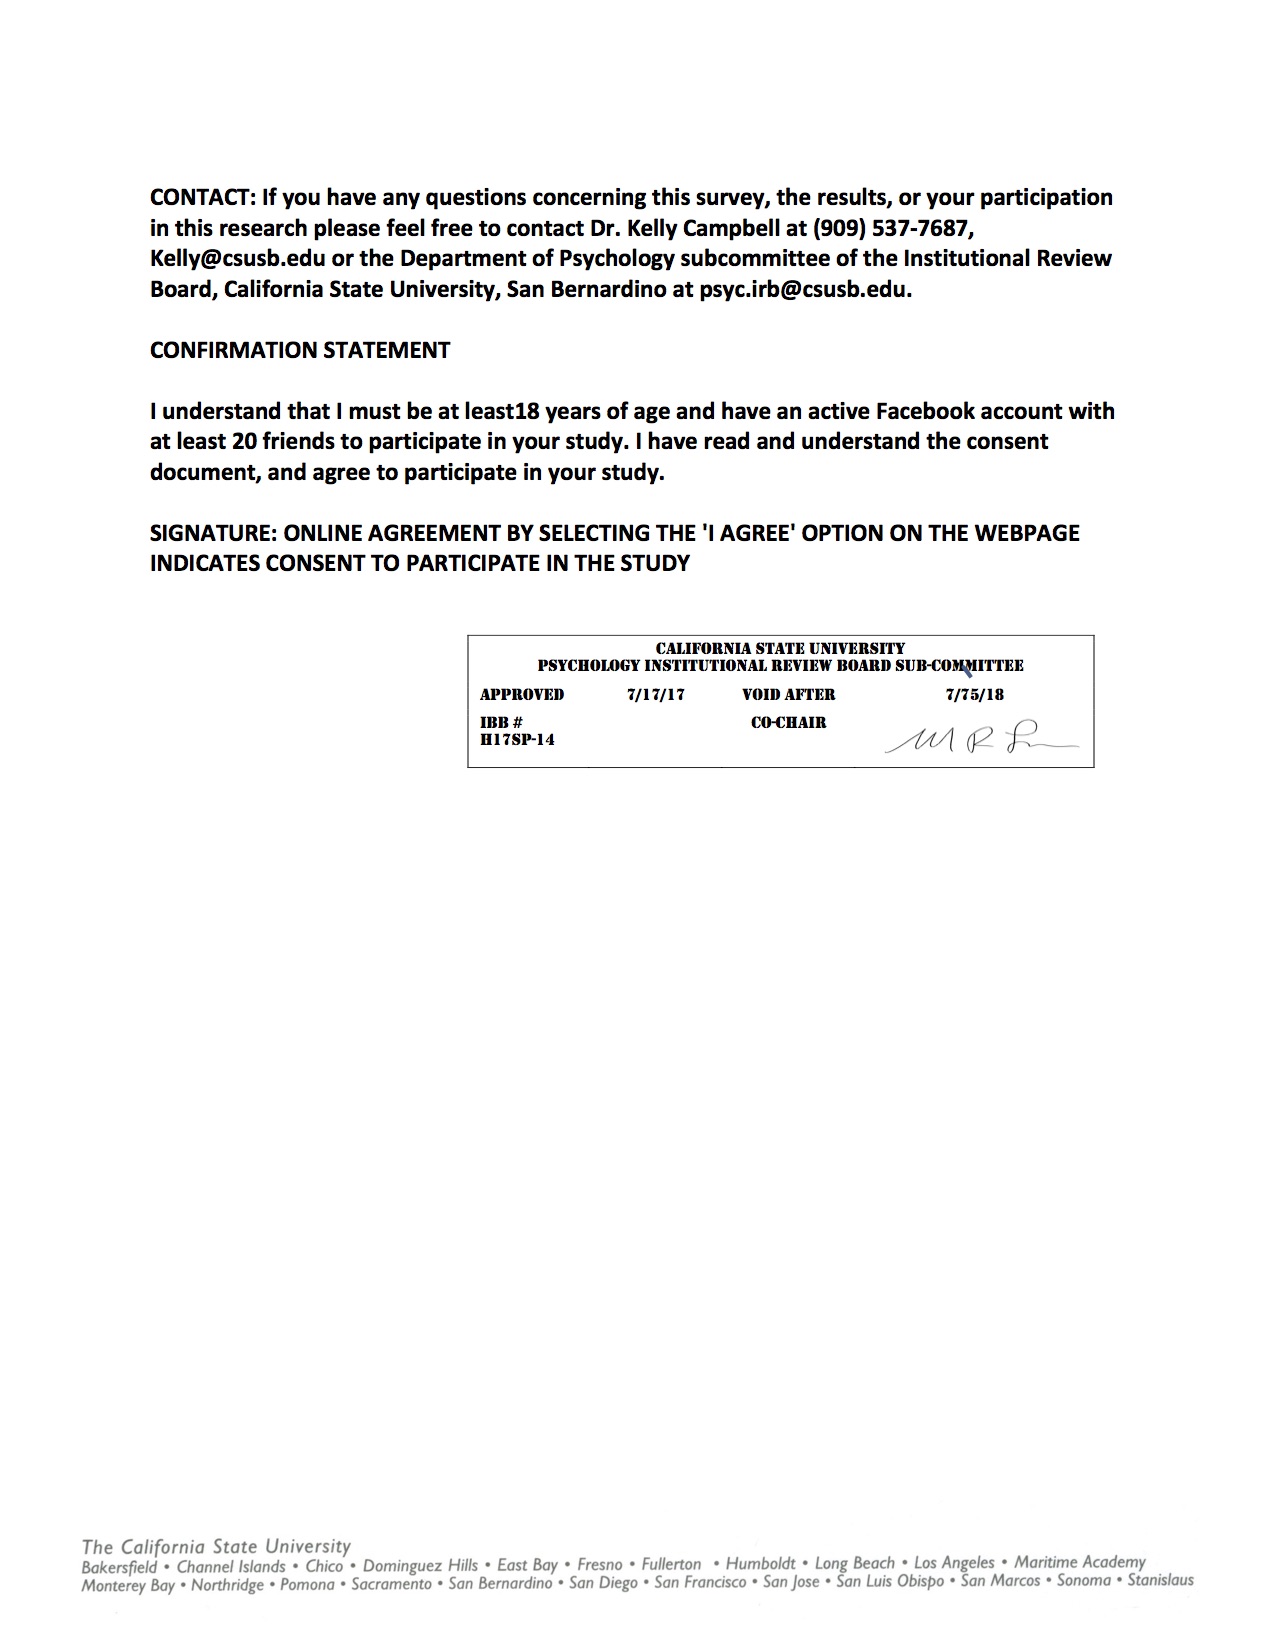 CONTACT: If you have any questions concerning this survey, the results, or your participation
in this research please feel free to contact Dr. Kelly Campbell at (909) 537-7687,
Kelly@csusb.edu or the Department of Psychology subcommittee of the Institutional Review
Board, California State University, San Bernardino at psyc.irb@csusb.edu.
CONFIRMATION STATEMENT
I understand that I must be at least18 years of age and have an active Facebook account with
at least 20 friends to participate in your study. I have read and understand the consent
document, and agree to participate in your study.
SIGNATURE: ONLINE AGREEMENT BY SELECTING THE 'I AGREE' OPTION ON THE WEBPAGE
INDICATES CONSENT TO PARTICIPATE IN THE STUDY
CALIFORNIA STATE UNIVERSITY
PSYCHOLOGY INSTITUTIONAL REVIEW BOARD SUB-COMMITTEE
APPROVED 7/17/17 VOID AFTER 7/75/18
IBB # CO-CHAIR
H17SP-14
The California State University
Bakersfield • Channel Islands • Chico • Dominguez Hills • East Bay • Fresno • Fullerton • Humboldt • Long Beach • Los Angeles • Maritime Academy
Monterey Bay • Northridge • Pomona • Sacramento • San Bernardino • San Diego • San Francisco • San Jose • San Luis Obispo • San Marcos • Sonoma • Stanislaus